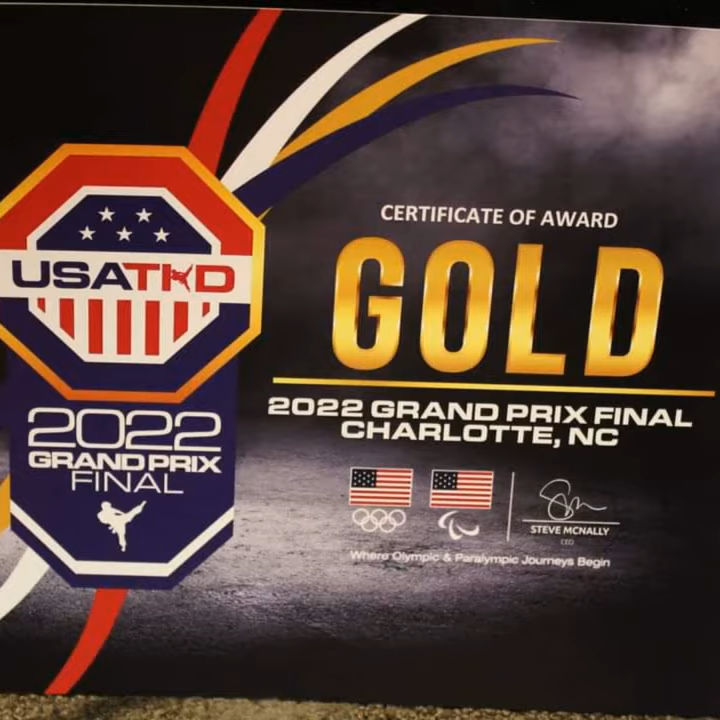 CERTIFICATE OF AWARD
GOLD
2022 GRAND PRIX FINAL
CHARLOTTE, NC
USATKD
2022
GRAND PRIX
FINAL
STEVE MCNALLY
CEO
Where Olympic & Paralympic Journeys Begin